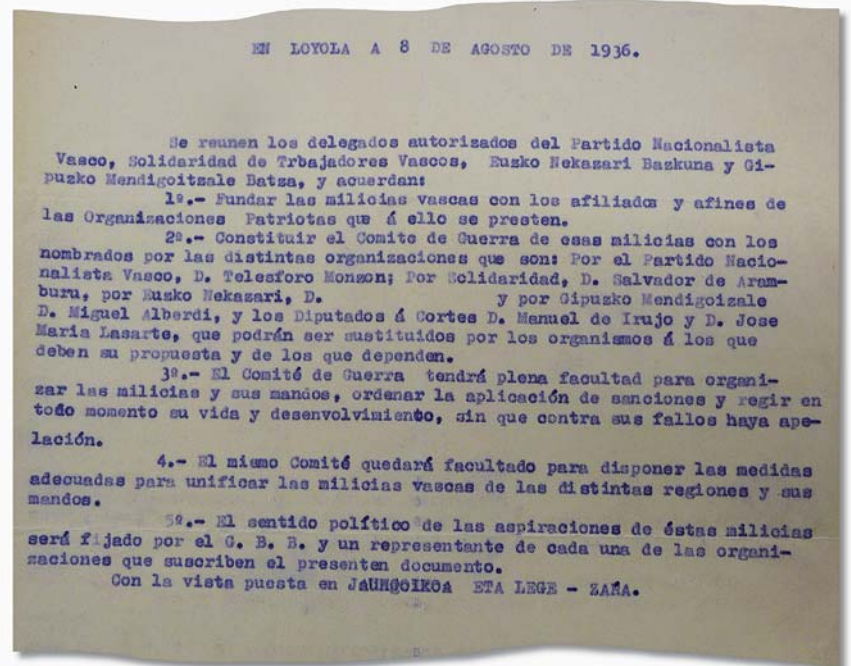 EN LOYOLA A 8 DE AGOSTO DE 1936.
Se reunen los delegados autorizados del Partido Nacionalista
Vasco, Solidaridad de Trbajadores Vascos, Euzko Nekazari Bazkuna y Gi-
puzko Mendigoitzale Batza, y acuerdan:
1º.- Fundar las milicias vascas con los afiliados y afines de
las Organizaciones Patriotas que á ello se presten.
2º.- Constituir el Comite de Guerra de esas milicias con los
nombrados por las distintas organizaciones que son: Por el Partido Nacio-
nalista Vasco, D. Telesforo Monzon; Por Solidaridad, D. Salvador de Aram-
buru, por Euzko Nekazari, D. y por Gipuzko Mendigoizale
D. Miguel Alberdi, y los Diputados á Cortes D. Manuel de Irujo y D. Jose
Maria Lasarte, que podrán ser sustituidos por los organismos á los que
deben su propuesta y de los que dependen.
3º.- El Comité de Guerra tendrá plena facultad para organi-
zar las milicias y sus mandos, ordenar la aplicación de sanciones y regir en
todo momento su vida y desenvolvimiento, sin que contra sus fallos haya ape-
lación.
4.- El mismo Comité quedará facultado para disponer las medidas
adecuadas para unificar las milicias vascas de las distintas regiones y sus
mandos.
5º.- El sentido político de las aspiraciones de éstas milicias
será fijado por el G. B. B. y un representante de cada una de las organi-
zaciones que suscriben el presenten documento.
Con la vista puesta en JAUNGOIKOA ETA LEGE - ZAÑA.